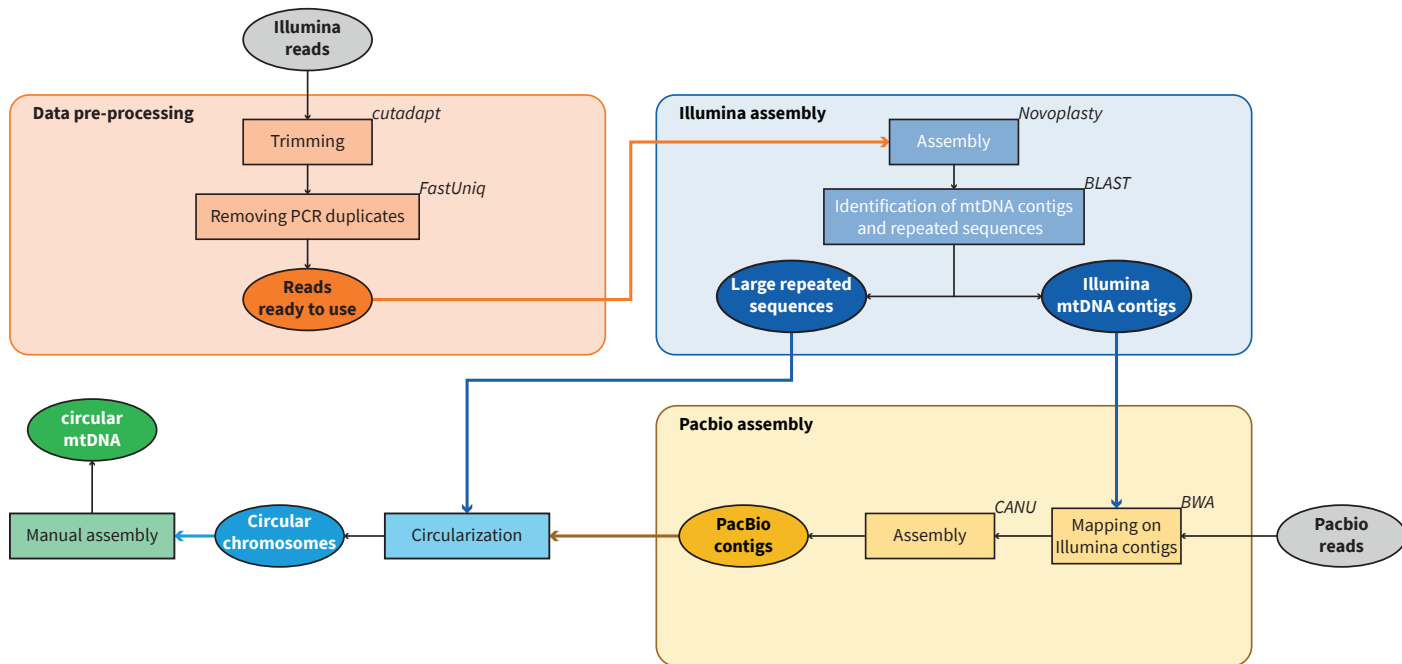 Illumina
reads
Data pre-processing
cutadapt
Trimming
FastUniq
Removing PCR duplicates
Reads
ready to use
Illumina assembly
Novoplasty
Assembly
BLAST
Identification of mtDNA contigs
and repeated sequences
Large repeated
sequences
Illumina
mtDNA contigs
circular
mtDNA
Manual assembly
Circular
chromosomes
Circularization
Pacbio assembly
PacBio
contigs
CANU
Assembly
BWA
Mapping on
Illumina contigs
Pacbio
reads